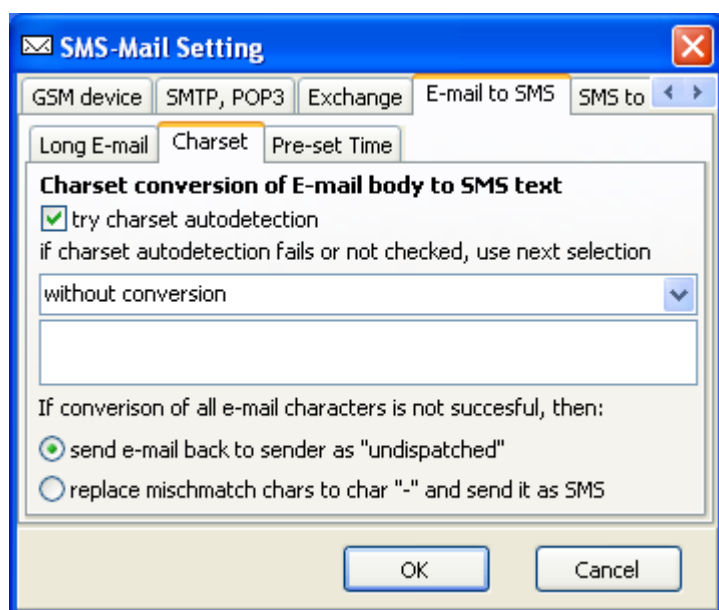 SMS-Mail Setting
GSM device SMTP, POP3 Exchange E-mail to SMS SMS to
Long E-mail Charset Pre-set Time
Charset conversion of E-mail body to SMS text
try charset autodetection
if charset autodetection fails or not checked, use next selection
without conversion
If converison of all e-mail characters is not succesful, then:
send e-mail back to sender as "undispatched"
replace mischmatch chars to char "-" and send it as SMS
OK Cancel